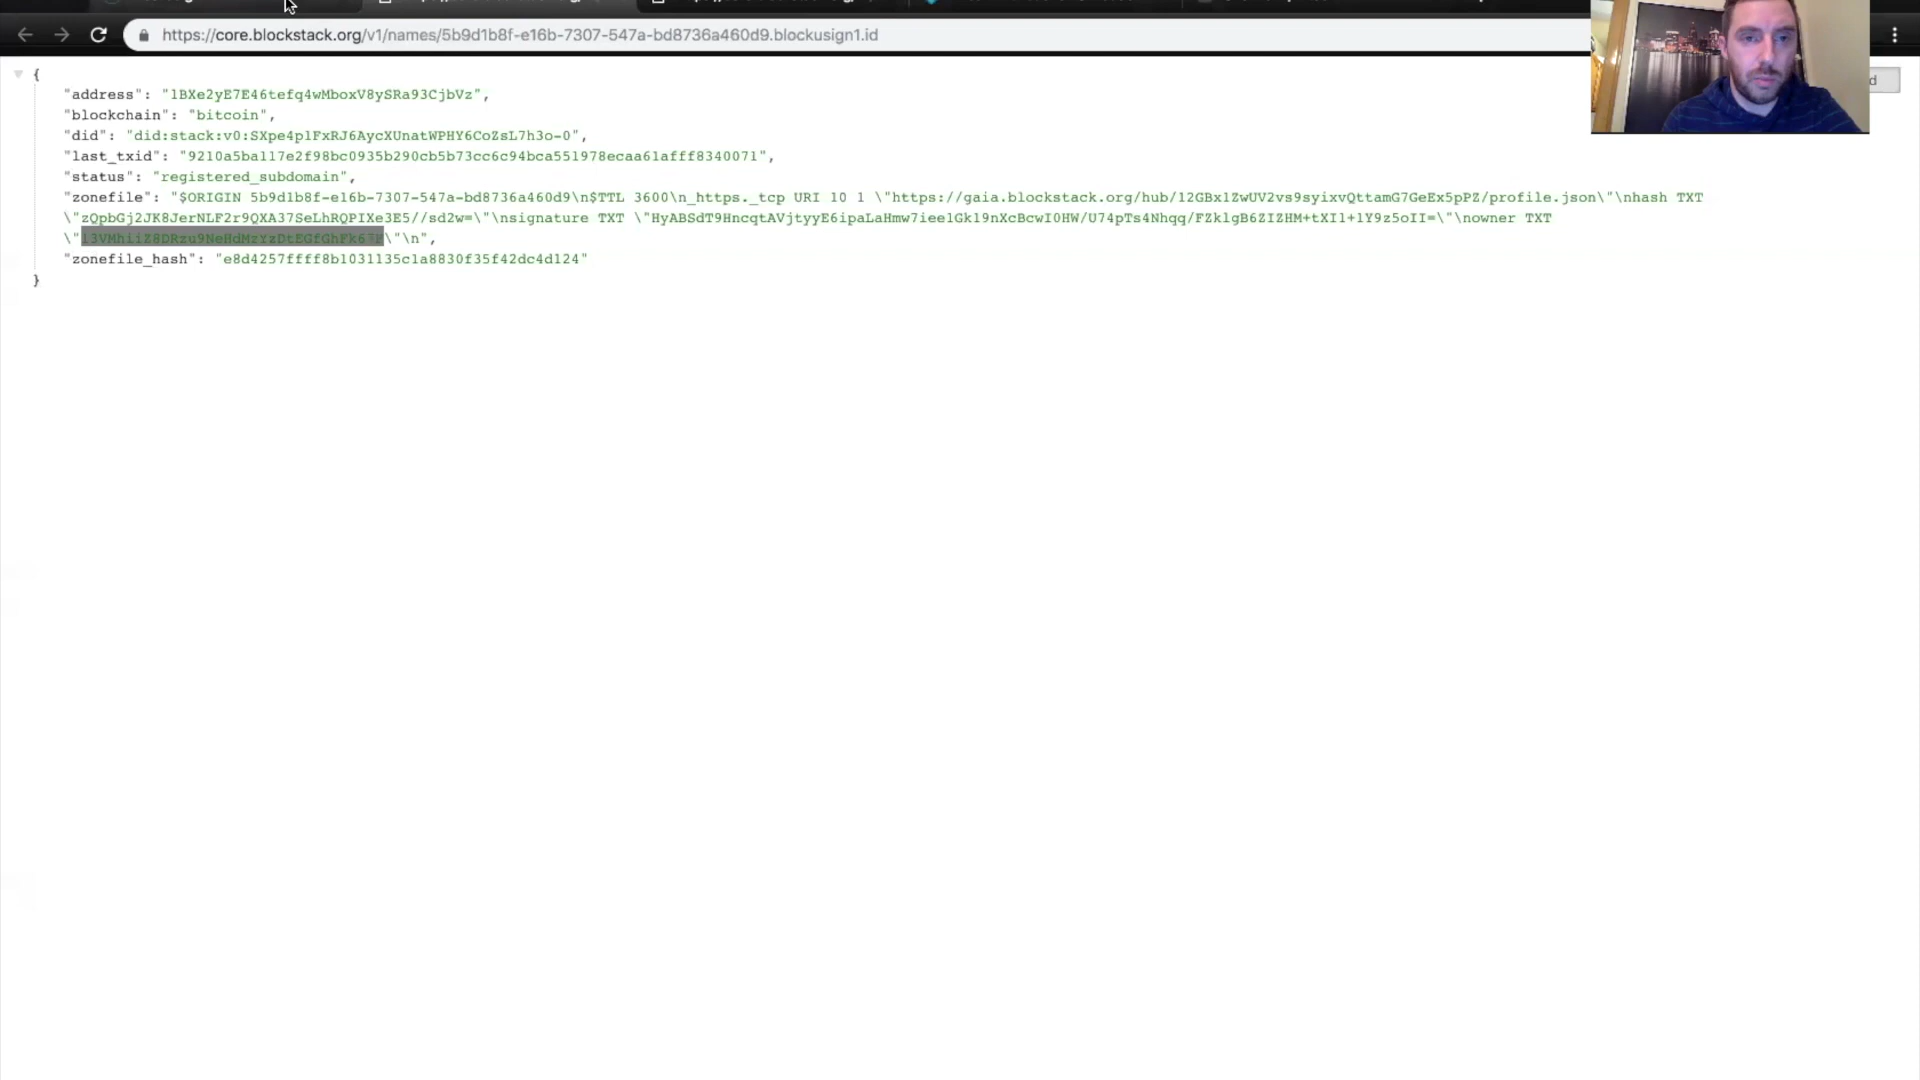 https://core.blockstack.org/v1/names/5b9d1b8f-e16b-7307-547a-bd8736a460d9.blockusign1.id
{
"address": "1BXe2yE7E46tefq4wMboxV8ySRa93CjbVz",
"blockchain": "bitcoin",
"did": "did:stack:v0:SXpe4p1FxRJ6AycXUnatWPHY6CoZsL7h3o-0",
"last_txid": "9210a5ba117e2f98bc0935b290cb5b73cc6c94bca551978ecaa61afff8340071",
"status": "registered_subdomain",
"zonefile": "$ORIGIN 5b9d1b8f-e16b-7307-547a-bd8736a460d9\n$TTL 3600\n_https._tcp URI 10 1 \"https://gaia.blockstack.org/hub/12GBx1ZwUV2vs9syixvQttamG7GeEx5pPZ/profile.json\"\nhash TXT
\"zQpbGj2JK8JerNLF2r9QXA37SeLhRQPIXe3E5//sd2w=\"\nsignature TXT \"HyABSdT9HncqtAVjtyyE6ipaLaHmw7iee1Gkl9nXcBcwI0HW/U74pTs4Nhqq/FZklgB6ZIZHM+tXIl+1Y9z5oII=\"\nowner TXT
\"\n",
"zonefile_hash": "e8d4257ffff8b1031135c1a8830f35f42dc4d124"
}